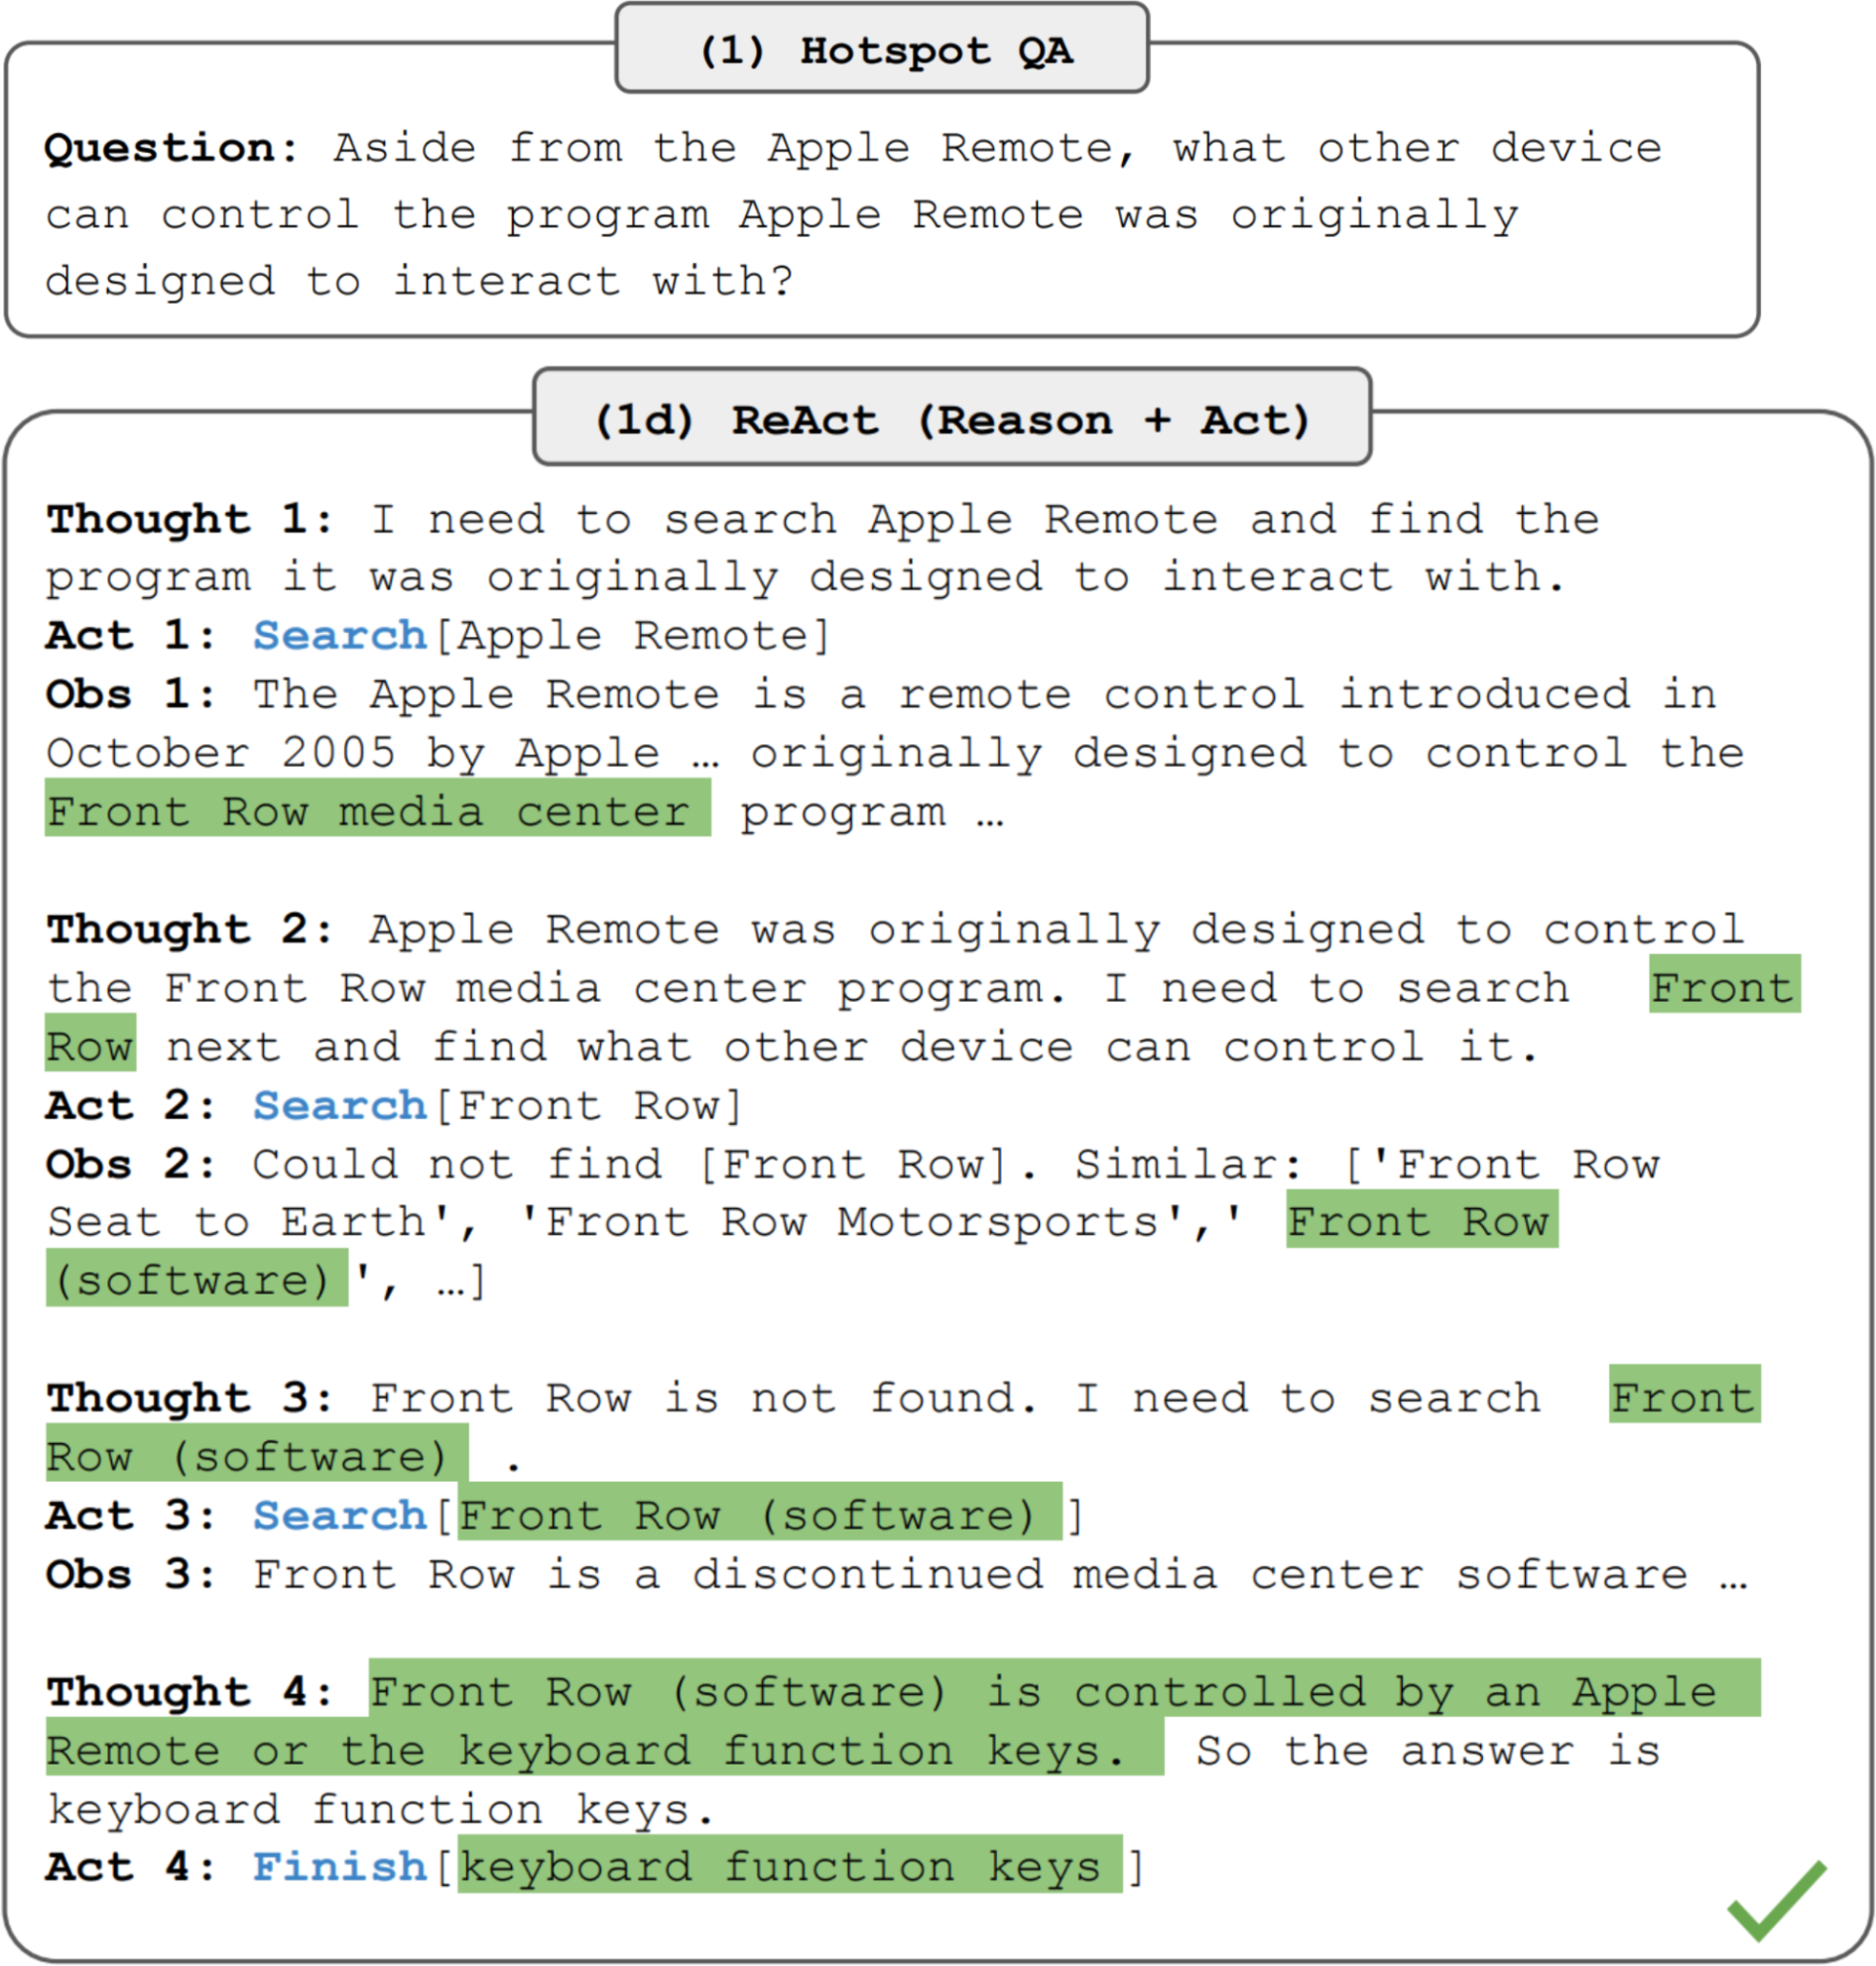 (1) Hotspot QA
Question: Aside from the Apple Remote, what other device
can control the program Apple Remote was originally
designed to interact with?
(1d) ReAct (Reason + Act)
Thought 1: I need to search Apple Remote and find the
program it was originally designed to interact with.
Act 1: Search[Apple Remote]
Obs 1: The Apple Remote is a remote control introduced in
October 2005 by Apple … originally designed to control the
Front Row media center program …
Thought 2: Apple Remote was originally designed to control
the Front Row media center program. I need to search Front
Row next and find what other device can control it.
Act 2: Search[Front Row]
Obs 2: Could not find [Front Row]. Similar: ['Front Row
Seat to Earth', 'Front Row Motorsports',' Front Row
(software)', …]
Thought 3: Front Row is not found. I need to search Front
Row (software) .
Act 3: Search[Front Row (software) ]
Obs 3: Front Row is a discontinued media center software …
Thought 4: Front Row (software) is controlled by an Apple
Remote or the keyboard function keys. So the answer is
keyboard function keys.
Act 4: Finish[keyboard function keys ]